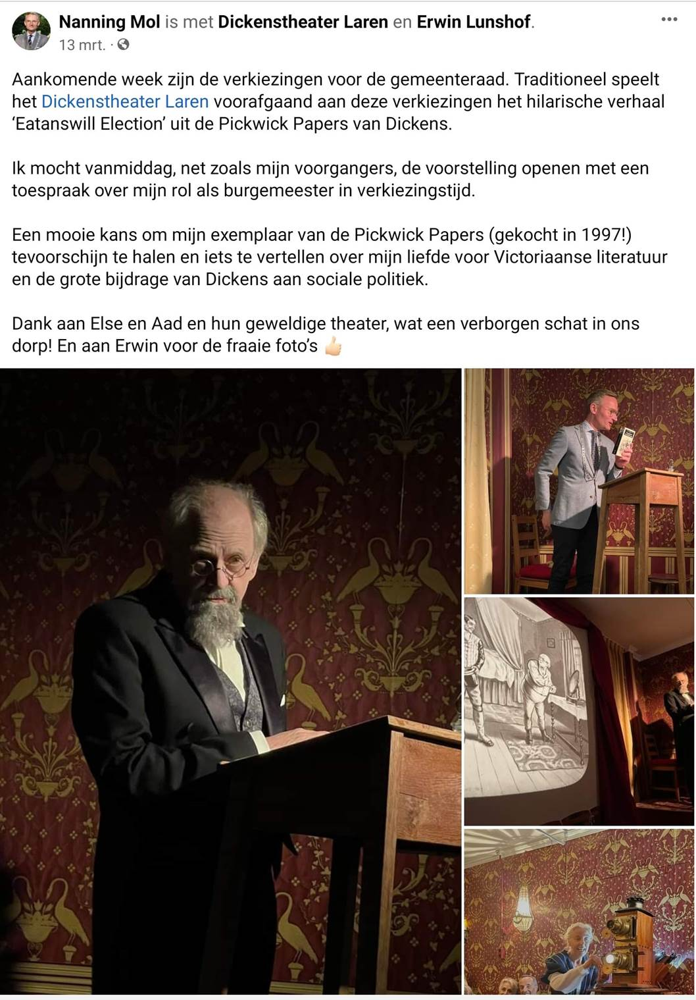 Nanning Mol is met Dickenstheater Laren en Erwin Lunshof.
13 mrt. ·
Aankomende week zijn de verkiezingen voor de gemeenteraad. Traditioneel speelt
het Dickenstheater Laren voorafgaand aan deze verkiezingen het hilarische verhaal
‘Eatanswill Election’ uit de Pickwick Papers van Dickens.
Ik mocht vanmiddag, net zoals mijn voorgangers, de voorstelling openen met een
toespraak over mijn rol als burgemeester in verkiezingstijd.
Een mooie kans om mijn exemplaar van de Pickwick Papers (gekocht in 1997!)
tevoorschijn te halen en iets te vertellen over mijn liefde voor Victoriaanse literatuur
en de grote bijdrage van Dickens aan sociale politiek.
Dank aan Else en Aad en hun geweldige theater, wat een verborgen schat in ons
dorp! En aan Erwin voor de fraaie foto’s 👍🏻